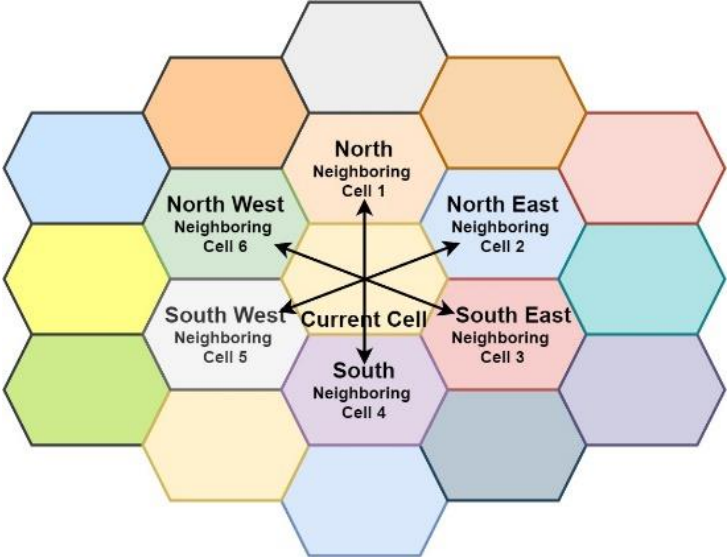 North
Neighboring
Cell 1
North West
Neighboring
Cell 6
North East
Neighboring
Cell 2
South West
Neighboring
Cell 5
Current Cell
South East
Neighboring
Cell 3
South
Neighboring
Cell 4